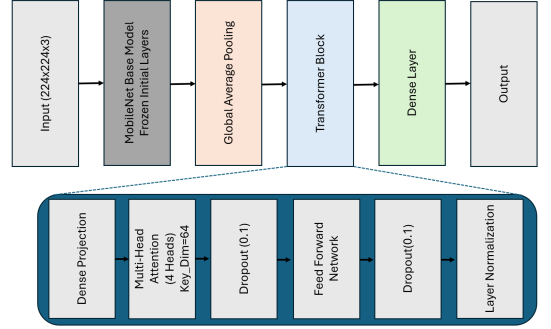 Input (224x224x3)
MobileNet Base Model
Frozen Initial Layers
Global Average Pooling
Transformer Block
Dense Layer
Output
Dense Projection
Multi-Head
Attention
(4 Heads)
Key_Dim=64
Dropout (0.1)
Feed Forward
Network
Dropout(0.1)
Layer Normalization